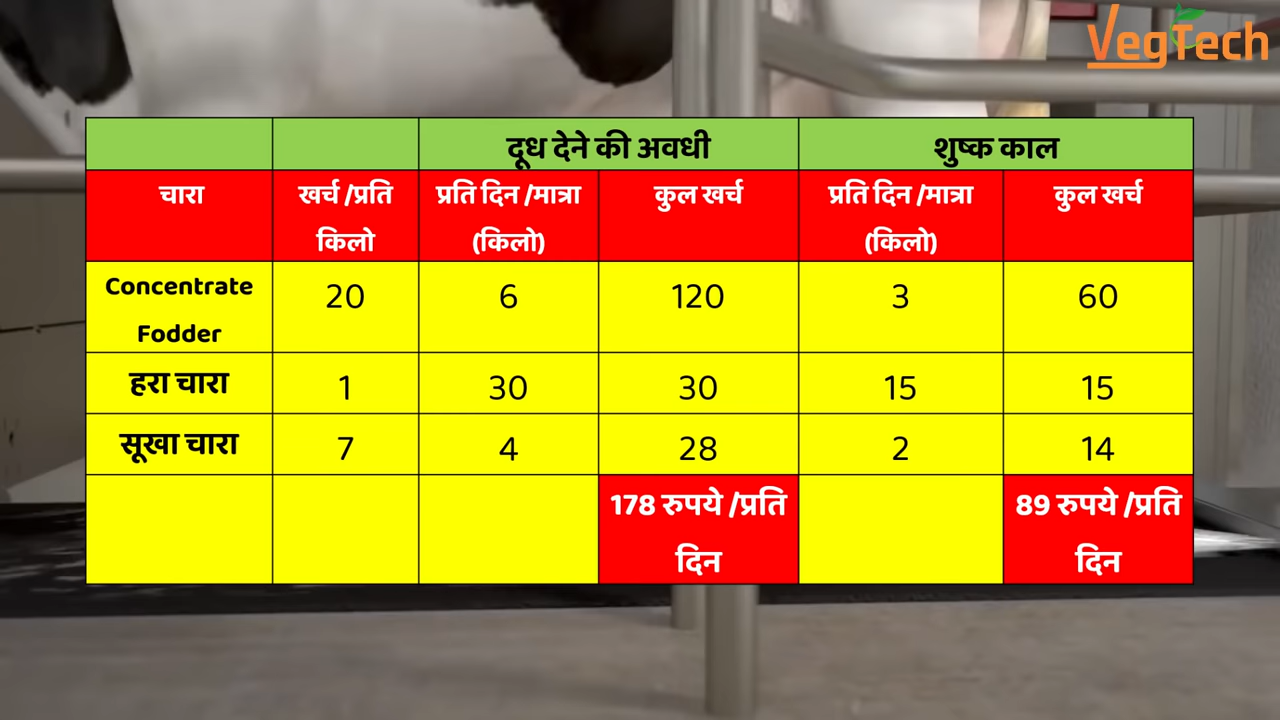 VegTech
दूध देने की अवधी शुष्क काल
चारा खर्च /प्रति किलो प्रति दिन /मात्रा (किलो) कुल खर्च प्रति दिन /मात्रा (किलो) कुल खर्च
Concentrate Fodder 20 6 120 3 60
हरा चारा 1 30 30 15 15
सूखा चारा 7 4 28 2 14
178 रुपये /प्रति दिन 89 रुपये /प्रति दिन